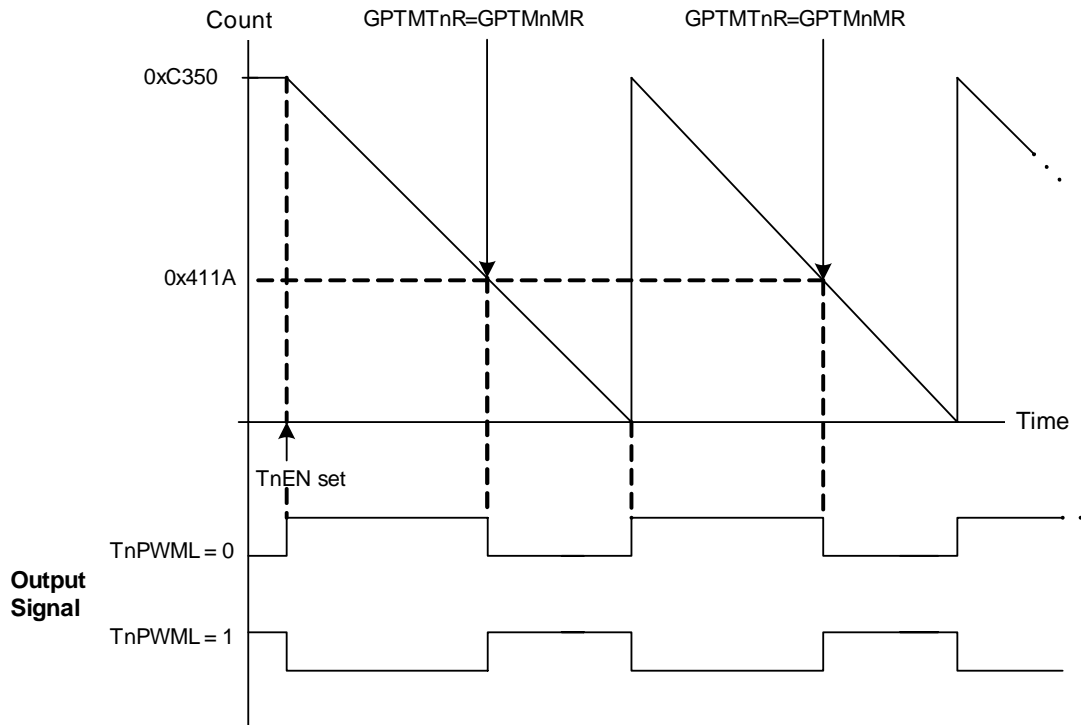 Count
GPTMTnR=GPTMnMR
GPTMTnR=GPTMnMR
0xC350
0x411A
Time
TnEN set
TnPWML = 0
Output
Signal
TnPWML = 1